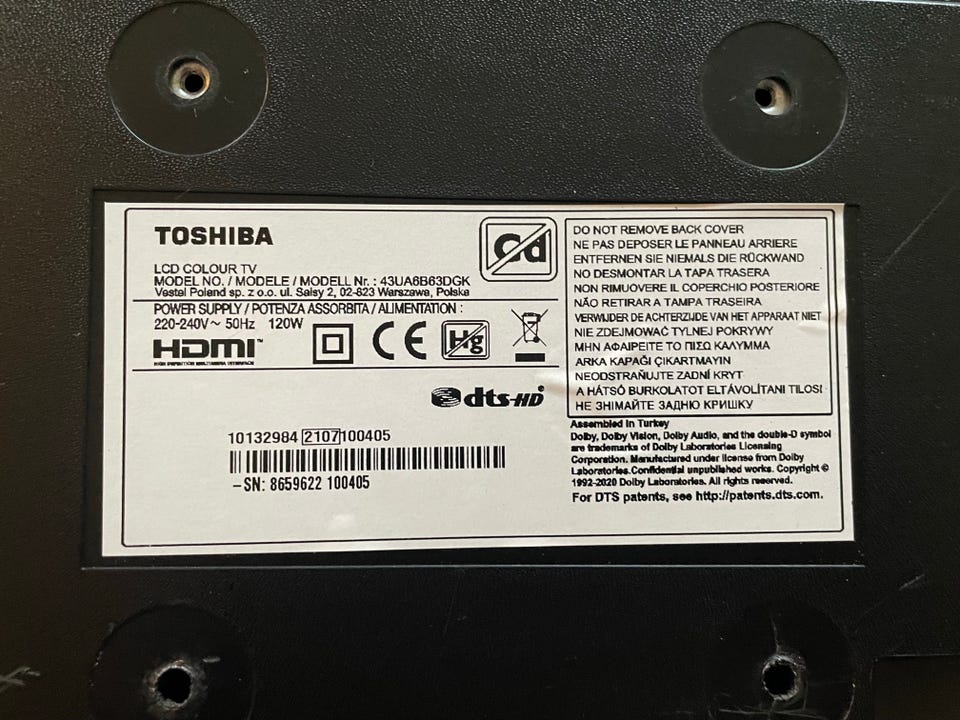 TOSHIBA
LCD COLOUR TV
MODEL NO. / MODELE / MODELL Nr. : 43UA6B63DGK
Vestel Poland sp. z o.o. ul. Salsy 2, 02-823 Warszawa, Polska
POWER SUPPLY / POTENZA ASSORBITA / ALIMENTATION :
220-240V ~ 50Hz 120W
HDMI™
HIGH DEFINITION MULTIMEDIA INTERFACE
CE
Hg
Cd
dts-HD®
10132984 2107 100405
-SN: 8659622 100405
DO NOT REMOVE BACK COVER
NE PAS DEPOSER LE PANNEAU ARRIERE
ENTFERNEN SIE NIEMALS DIE RÜCKWAND
NO DESMONTAR LA TAPA TRASERA
NON RIMUOVERE IL COPERCHIO POSTERIORE
NÃO RETIRAR A TAMPA TRASEIRA
VERWIJDER DE ACHTERZIJDE VAN HET APPARAAT NIET
NIE ZDEJMOWAĆ TYLNEJ POKRYWY
ΜΗΝ ΑΦΑΙΡΕΙΤΕ ΤΟ ΠΙΣΩ ΚΑΛΥΜΜΑ
ARKA KAPAĞI ÇIKARTMAYIN
NEODSTRAŇUJTE ZADNÍ KRYT
A HÁTSÓ BURKOLATOT ELTÁVOLÍTANI TILOS!
НЕ ЗНІМАЙТЕ ЗАДНЮ КРИШКУ
Assembled in Turkey
Dolby, Dolby Vision, Dolby Audio, and the double-D symbol
are trademarks of Dolby Laboratories Licensing
Corporation. Manufactured under license from Dolby
Laboratories.Confidential unpublished works. Copyright ©
1992-2020 Dolby Laboratories. All rights reserved.
For DTS patents, see http://patents.dts.com.